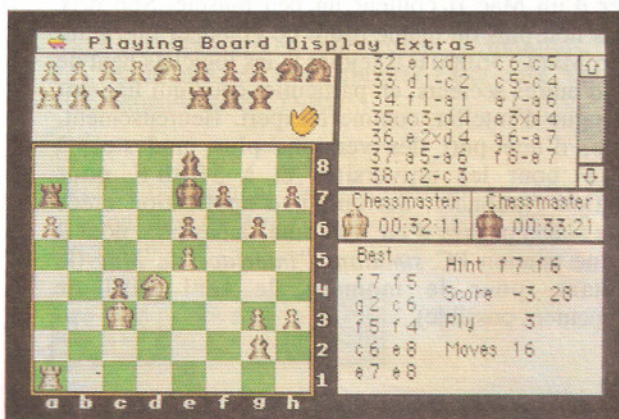 Playing Board Display Extras
32. e1xd1 c6-c5
33. d1-c2 c5-c4
34. f1-a1 a7-a6
35. c3-d4 e3xd4
36. e2xd4 a6-a7
37. a5-a6 f8-e7
38. c2-c3
8
7
6
5
4
3
2
1
a b c d e f g h
Chessmaster Chessmaster
00:32:11 00:33:21
Best Hint f7 f6
f7 f5
g2 c6 Score -3.28
f5 f4 Ply 3
c6 e8 Moves 16
e7 e8